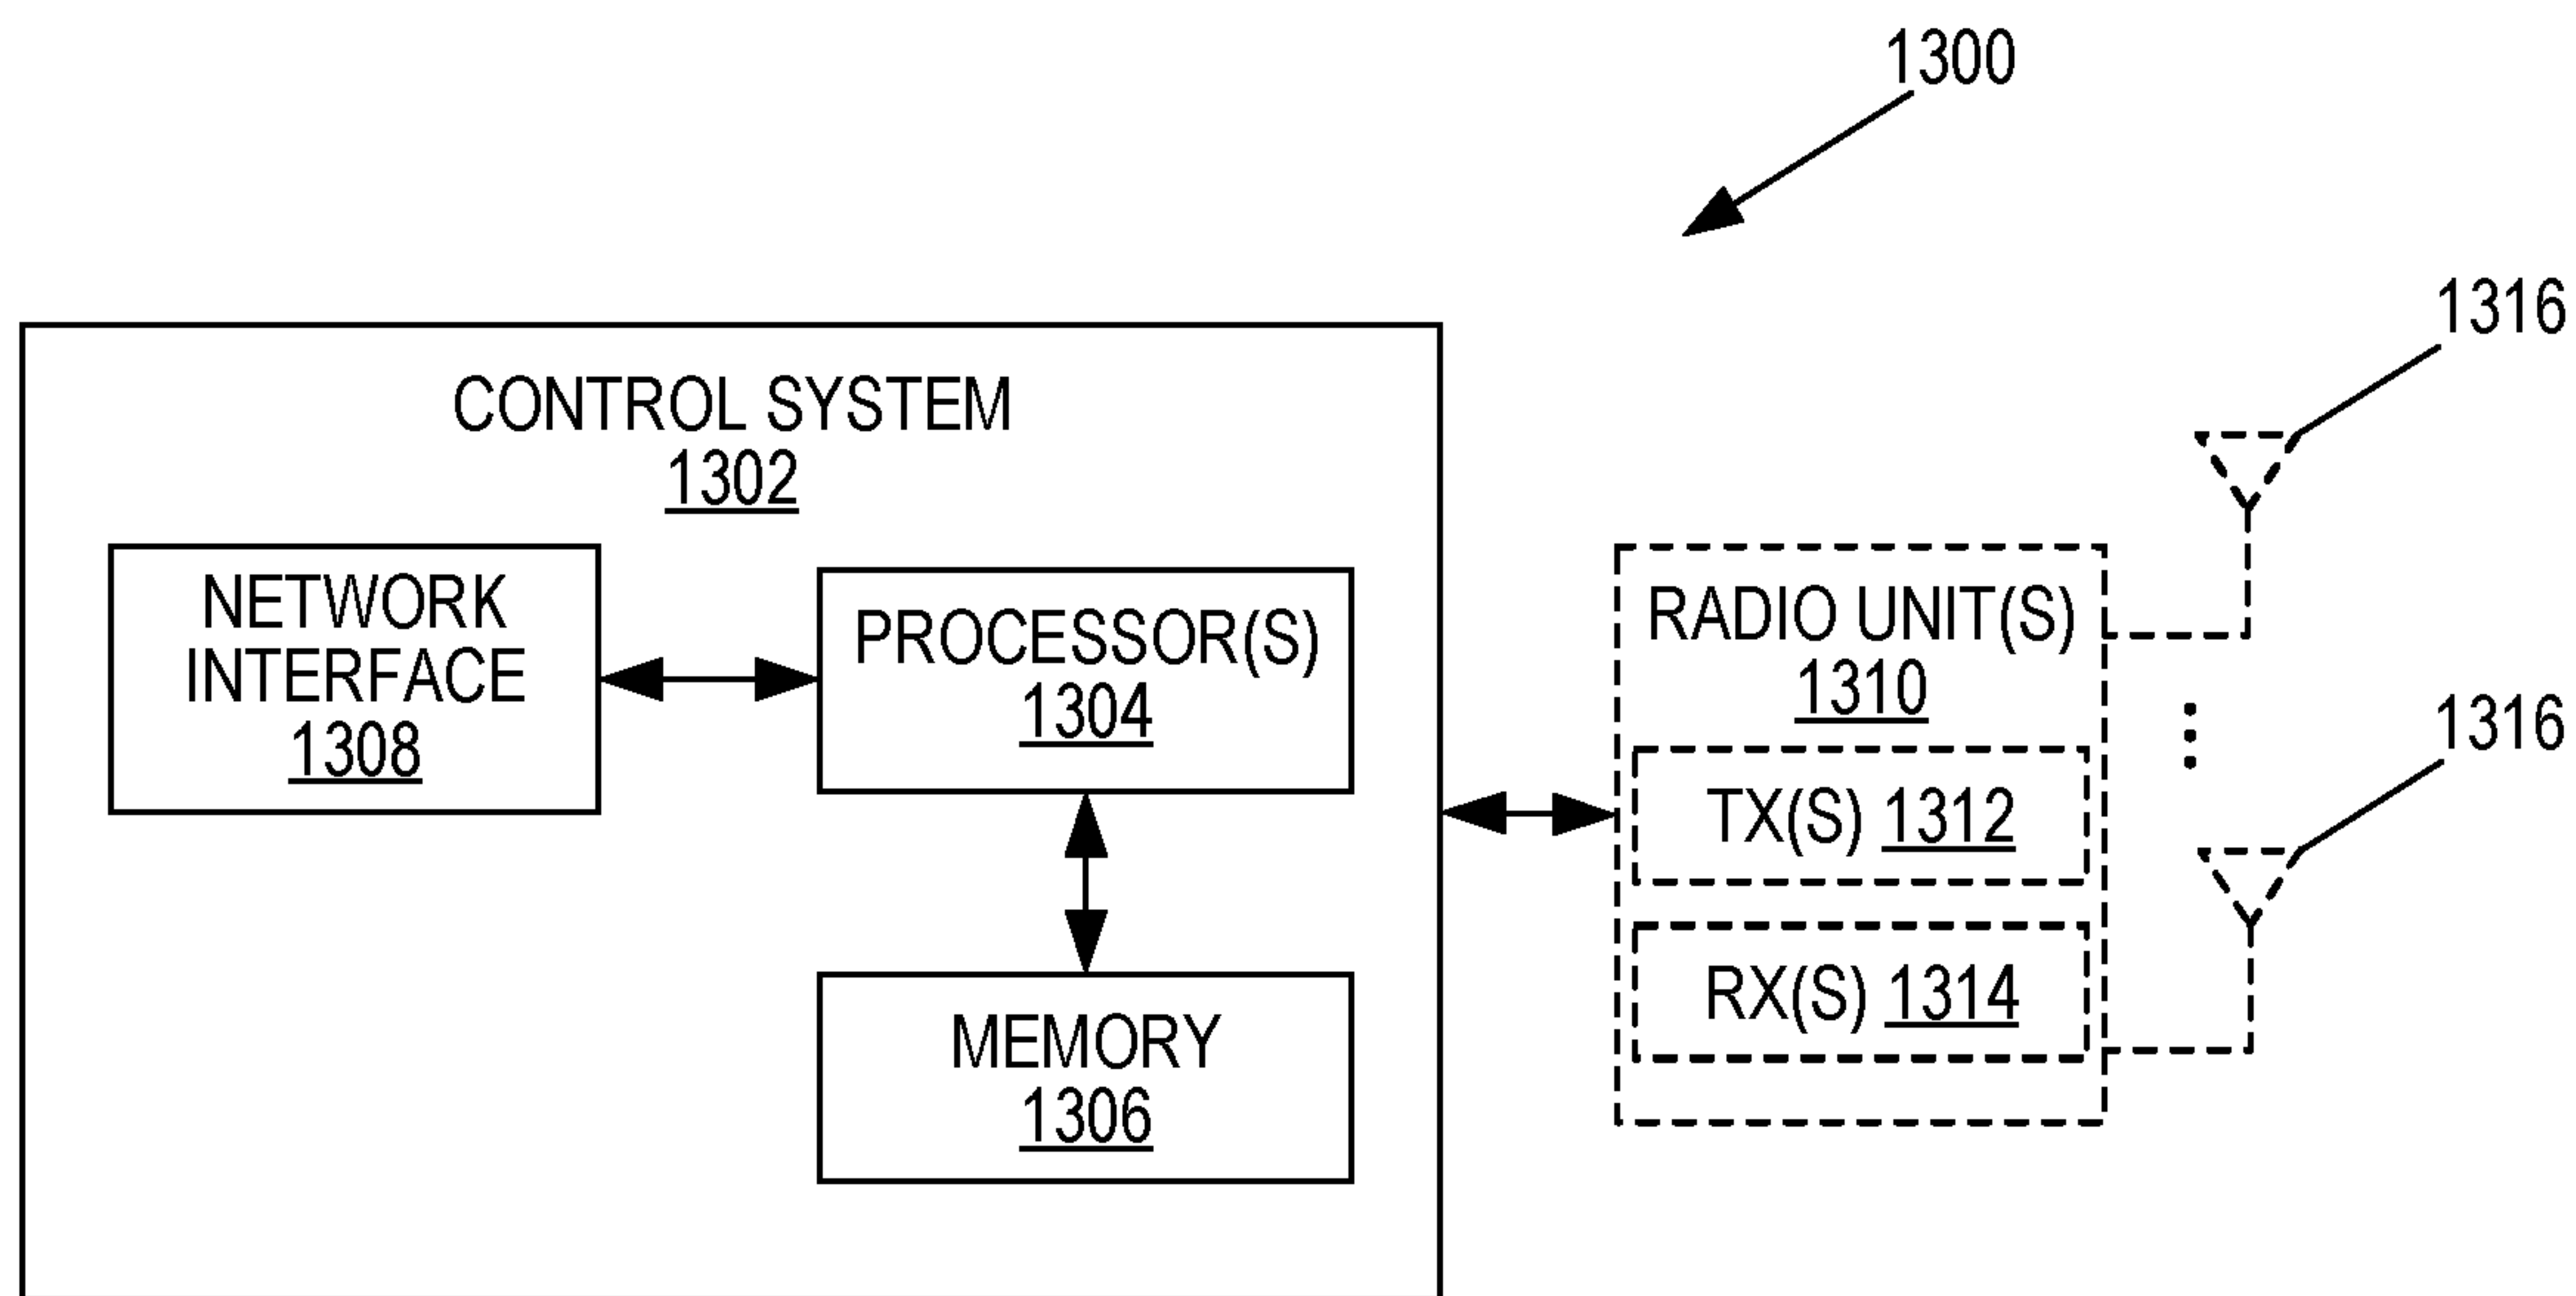 1300
1316
CONTROL SYSTEM
1302
NETWORK
INTERFACE
1308
PROCESSOR(S)
1304
MEMORY
1306
RADIO UNIT(S)
1310
TX(S) 1312
RX(S) 1314
1316